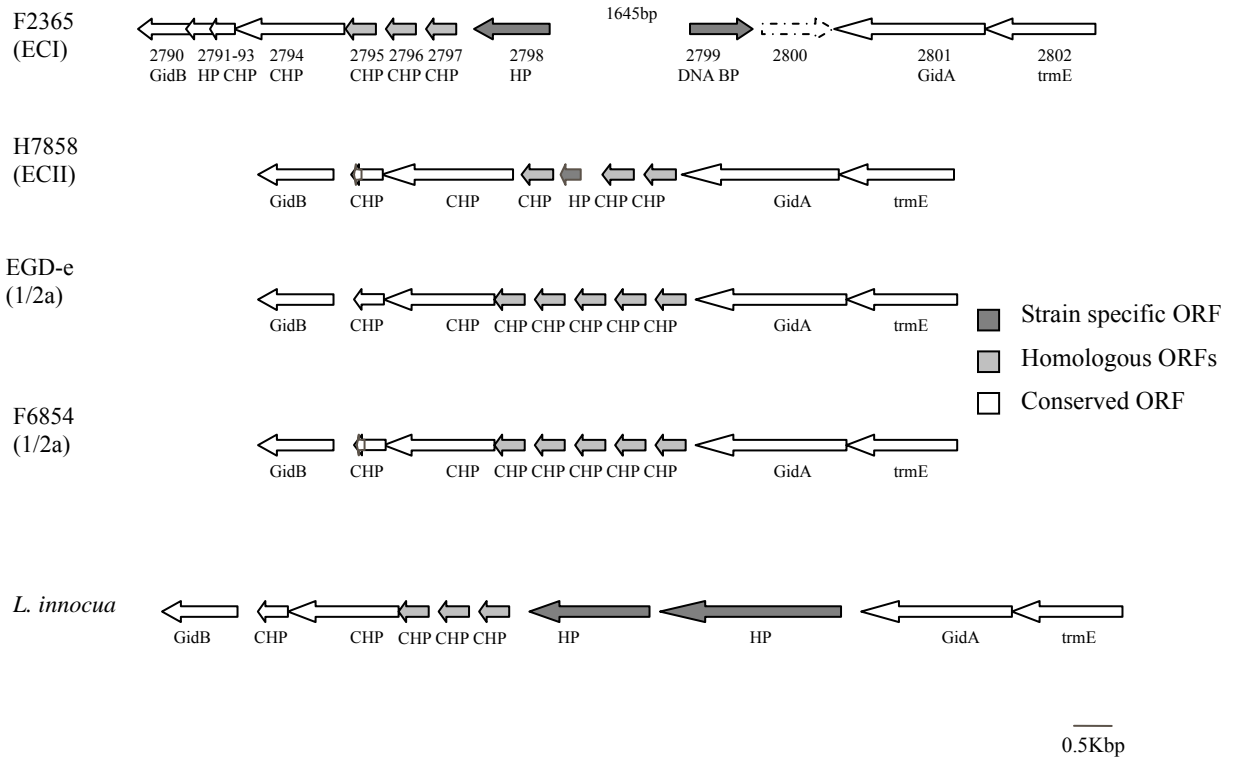 F2365
(ECI)
1645bp
2790 2791-93 2794 2795 2796 2797 2798 2799 2800 2801 2802
GidB HP CHP CHP CHP CHP CHP HP DNA BP GidA trmE
H7858
(ECII)
GidB CHP CHP CHP HP CHP CHP GidA trmE
EGD-e
(1/2a)
GidB CHP CHP CHP CHP CHP CHP CHP GidA trmE
Strain specific ORF
Homologous ORFs
Conserved ORF
F6854
(1/2a)
GidB CHP CHP CHP CHP CHP CHP CHP GidA trmE
L. innocua
GidB CHP CHP CHP CHP CHP HP HP GidA trmE
0.5Kbp